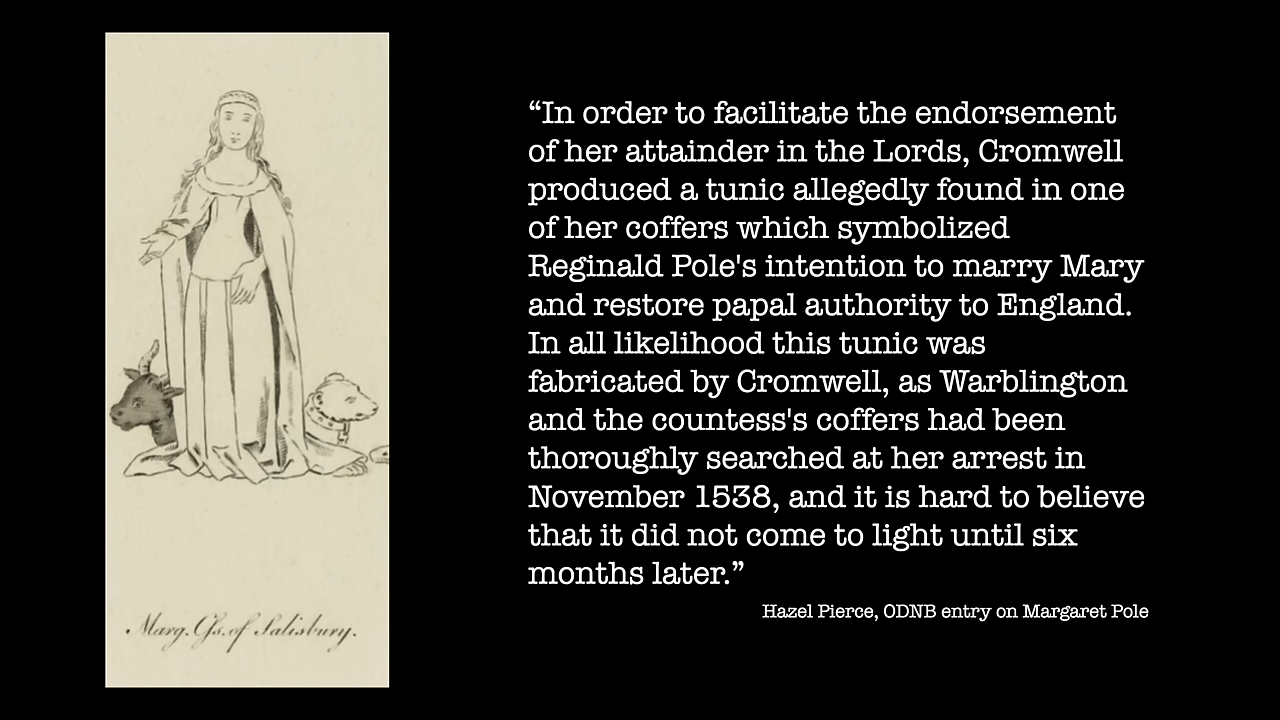 “In order to facilitate the endorsement
of her attainder in the Lords, Cromwell
produced a tunic allegedly found in one
of her coffers which symbolized
Reginald Pole's intention to marry Mary
and restore papal authority to England.
In all likelihood this tunic was
fabricated by Cromwell, as Warblington
and the countess's coffers had been
thoroughly searched at her arrest in
November 1538, and it is hard to believe
that it did not come to light until six
months later.”
Hazel Pierce, ODNB entry on Margaret Pole
Marg. Cſs. of Salisbury.